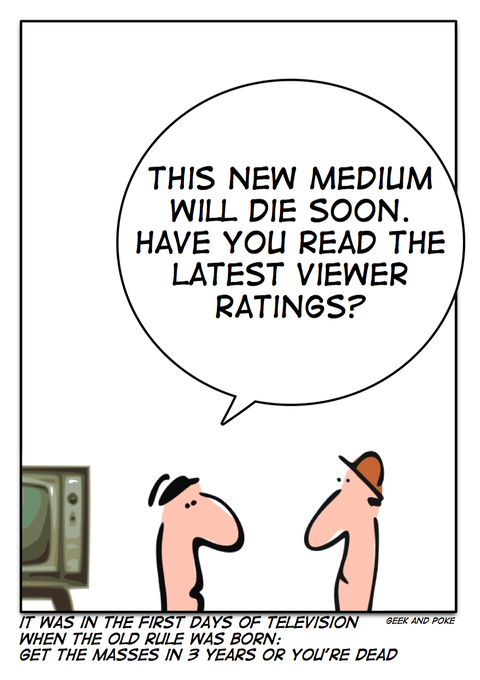 THIS NEW MEDIUM
WILL DIE SOON.
HAVE YOU READ THE
LATEST VIEWER
RATINGS?
IT WAS IN THE FIRST DAYS OF TELEVISION
GEEK AND POKE
WHEN THE OLD RULE WAS BORN:
GET THE MASSES IN 3 YEARS OR YOU'RE DEAD